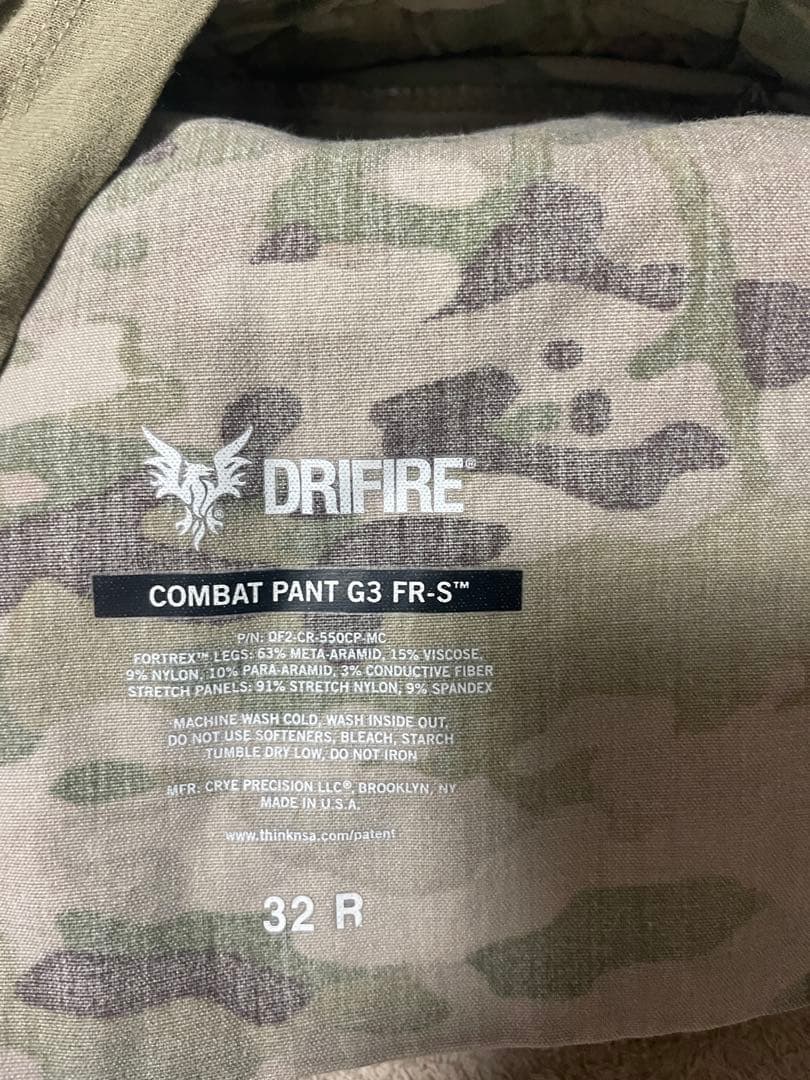 DRIFIRE®
COMBAT PANT G3 FR-S™
P/N: DF2-CR-550CP-MC
FORTREX™ LEGS: 63% META-ARAMID, 15% VISCOSE,
9% NYLON, 10% PARA-ARAMID, 3% CONDUCTIVE FIBER
STRETCH PANELS: 91% STRETCH NYLON, 9% SPANDEX
MACHINE WASH COLD, WASH INSIDE OUT,
DO NOT USE SOFTENERS, BLEACH, STARCH
TUMBLE DRY LOW, DO NOT IRON
MFR: CRYE PRECISION LLC®, BROOKLYN, NY
MADE IN U.S.A.
www.thinknsa.com/patent
32 R